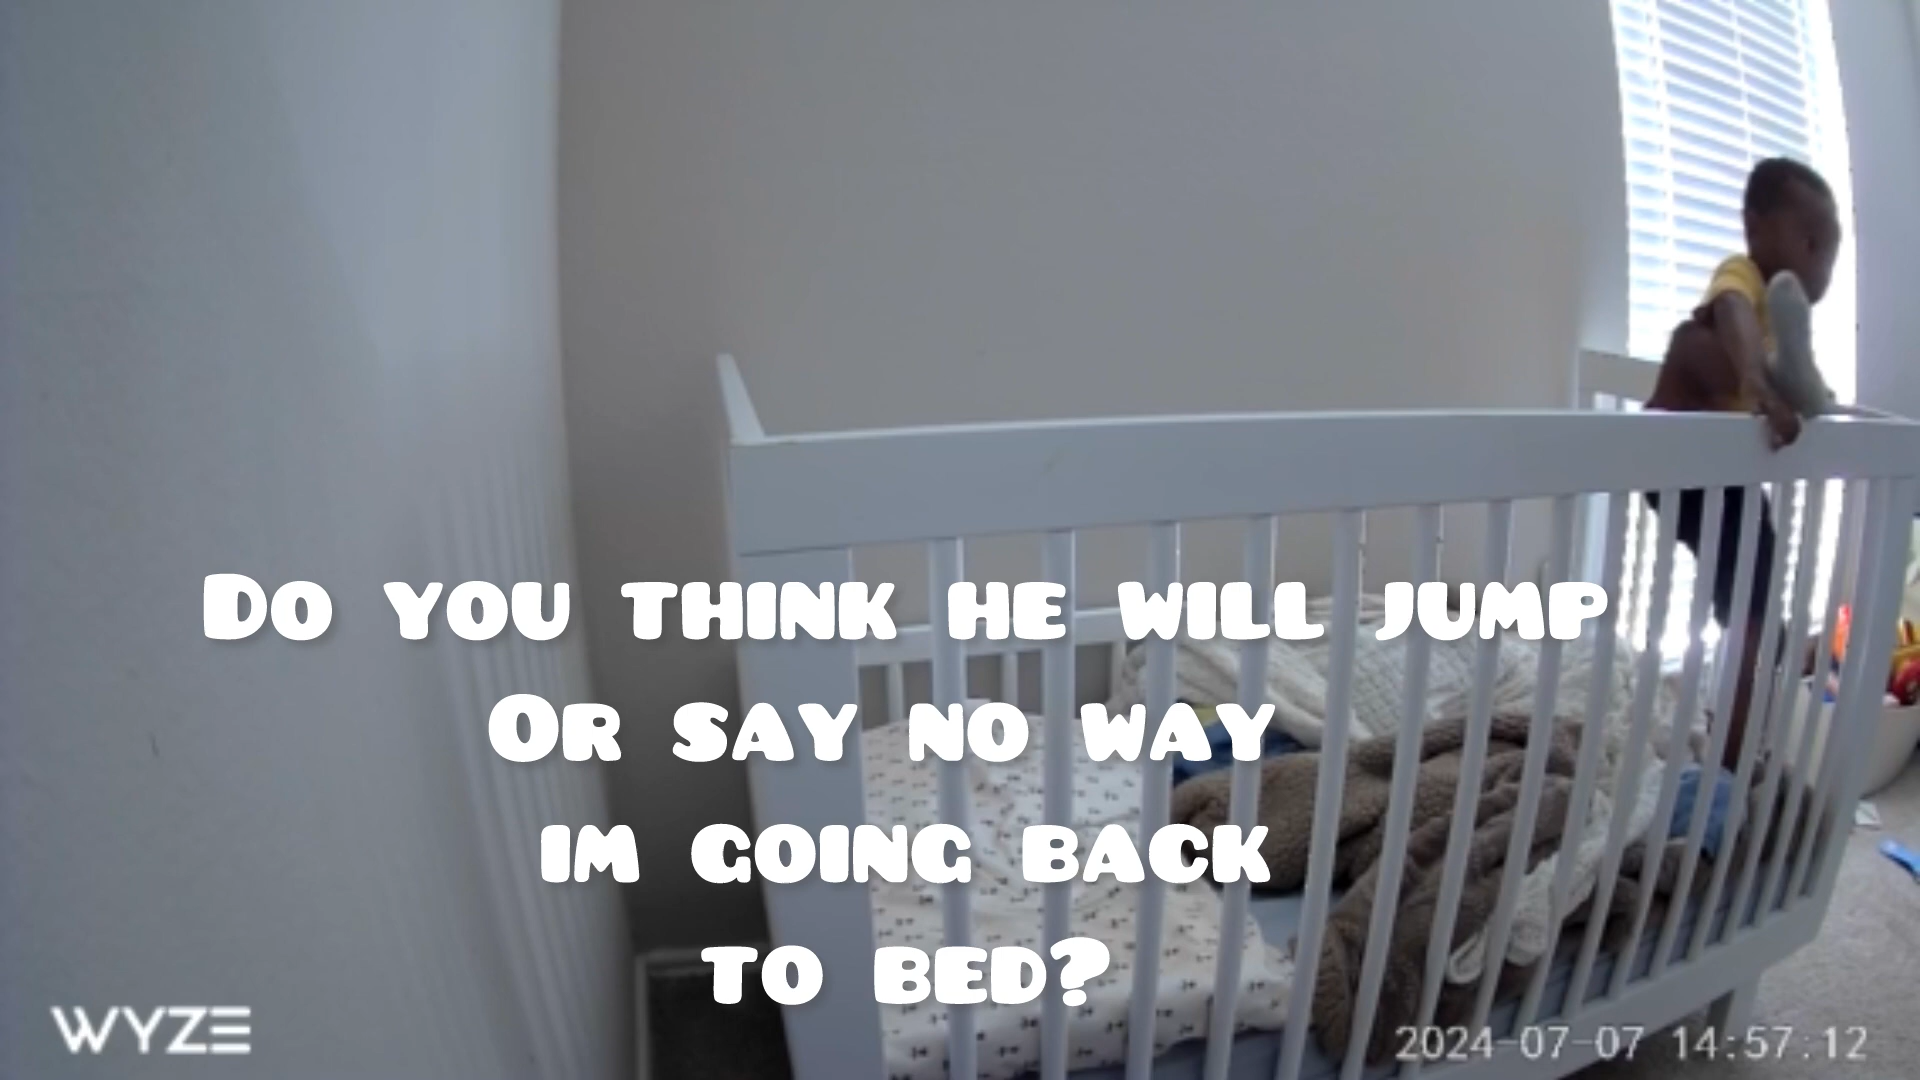 Do you think he will jump
Or say no way
im going back
to bed?
WYZE
2024-07-07 14:57:12